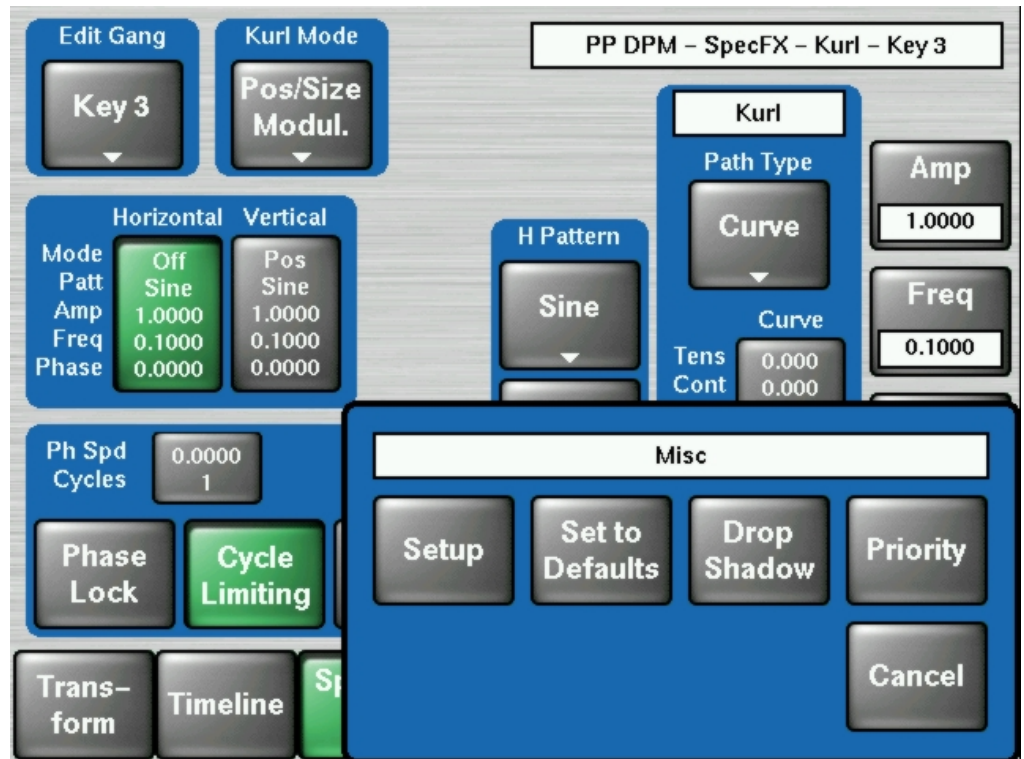 Edit Gang
Key 3
Kurl Mode
Pos/Size
Modul.
PP DPM – SpecFX – Kurl – Key 3
Horizontal Vertical
Mode Off Pos
Patt Sine Sine
Amp 1.0000 1.0000
Freq 0.1000 0.1000
Phase 0.0000 0.0000
H Pattern
Sine
Kurl
Path Type
Curve
Curve
Tens 0.000
Cont 0.000
Amp
1.0000
Freq
0.1000
Ph Spd 0.0000
Cycles 1
Phase
Lock
Cycle
Limiting
Trans–
form
Timeline
Misc
Setup
Set to
Defaults
Drop
Shadow
Priority
Cancel